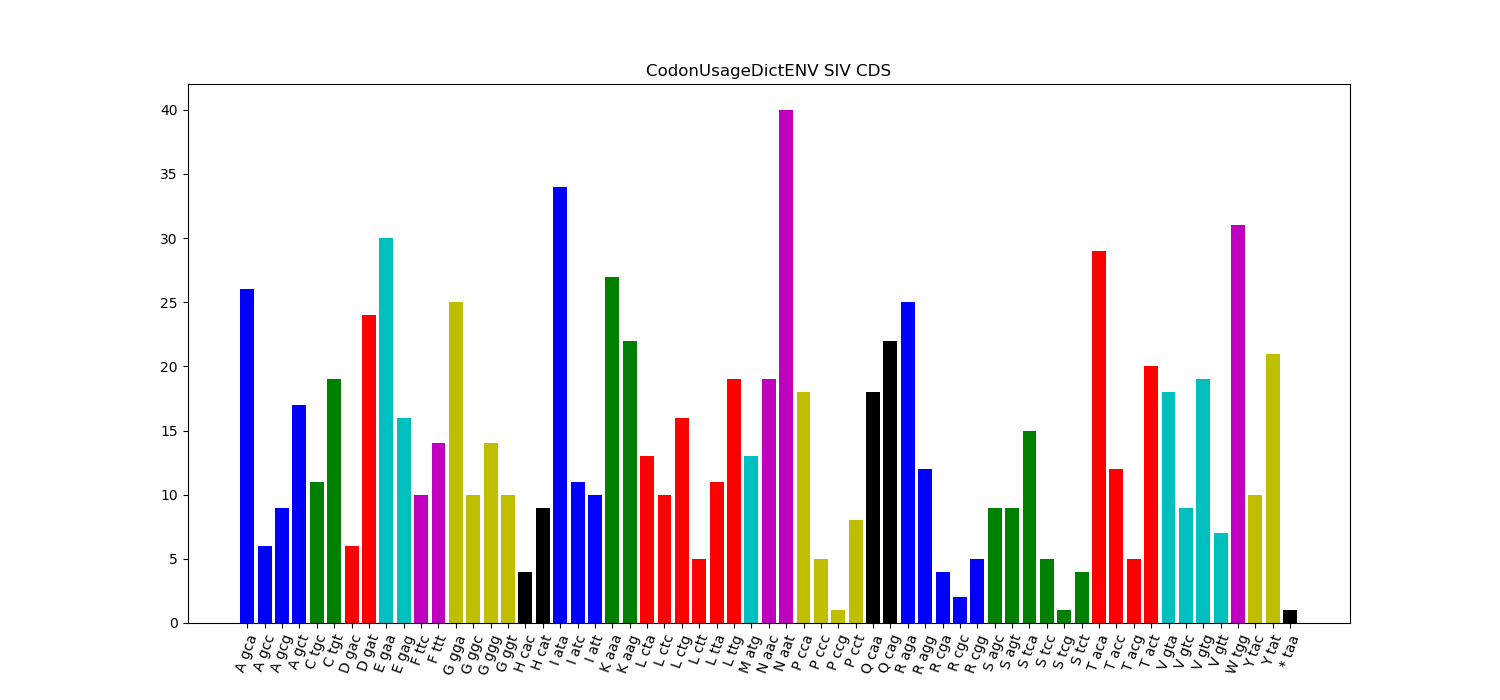 CodonUsageDictENV SIV CDS
40
35
30
25
20
15
10
5
0
A gca
A gcc
A gcg
A gct
C tgc
C tgt
D gac
D gat
E gaa
E gag
F ttc
F ttt
G gga
G ggc
G ggg
G ggt
H cac
H cat
I ata
I atc
I att
K aaa
K aag
L cta
L ctc
L ctg
L ctt
L tta
L ttg
M atg
N aac
N aat
P cca
P ccc
P ccg
P cct
Q caa
Q cag
R aga
R agg
R cga
R cgc
R cgg
S agc
S agt
S tca
S tcc
S tcg
S tct
T aca
T acc
T acg
T act
V gta
V gtc
V gtg
V gtt
W tgg
Y tac
Y tat
* taa